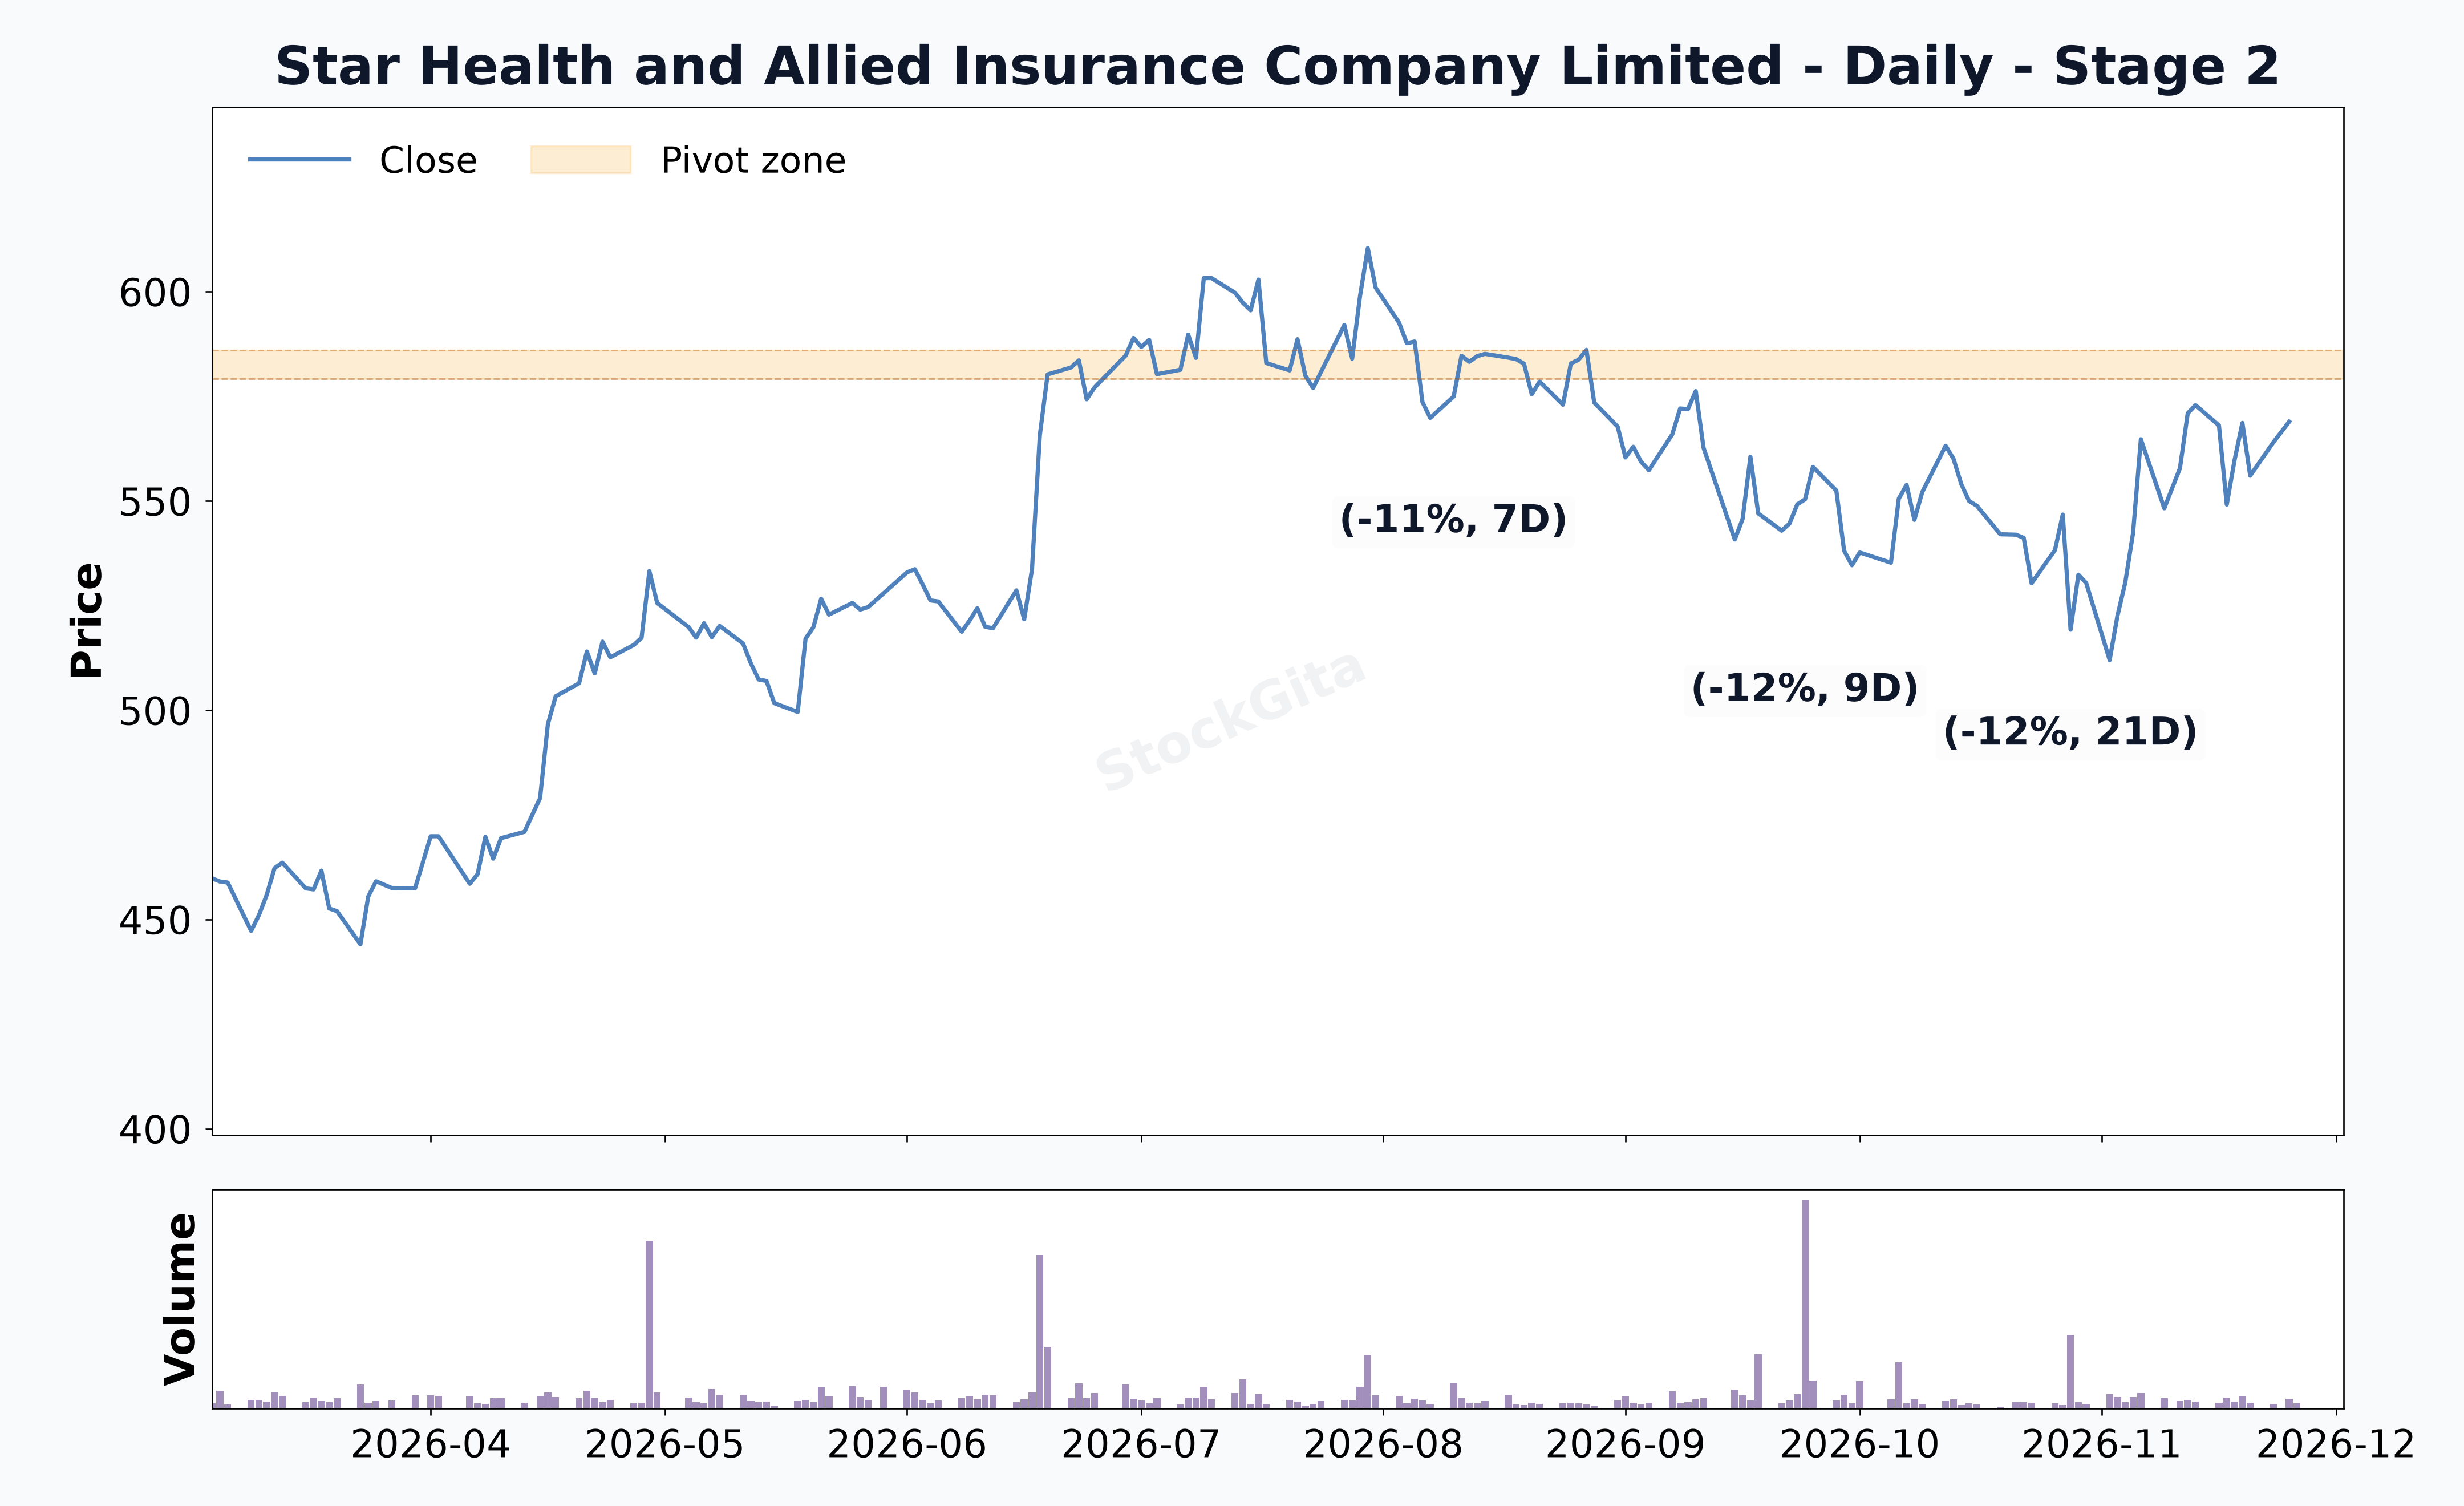 Star Health and Allied Insurance Company Limited - Daily - Stage 2
Close
Pivot zone
600
550
500
450
400
Price
(-11%, 7D)
(-12%, 9D)
(-12%, 21D)
StockGita
Volume
2026-04
2026-05
2026-06
2026-07
2026-08
2026-09
2026-10
2026-11
2026-12